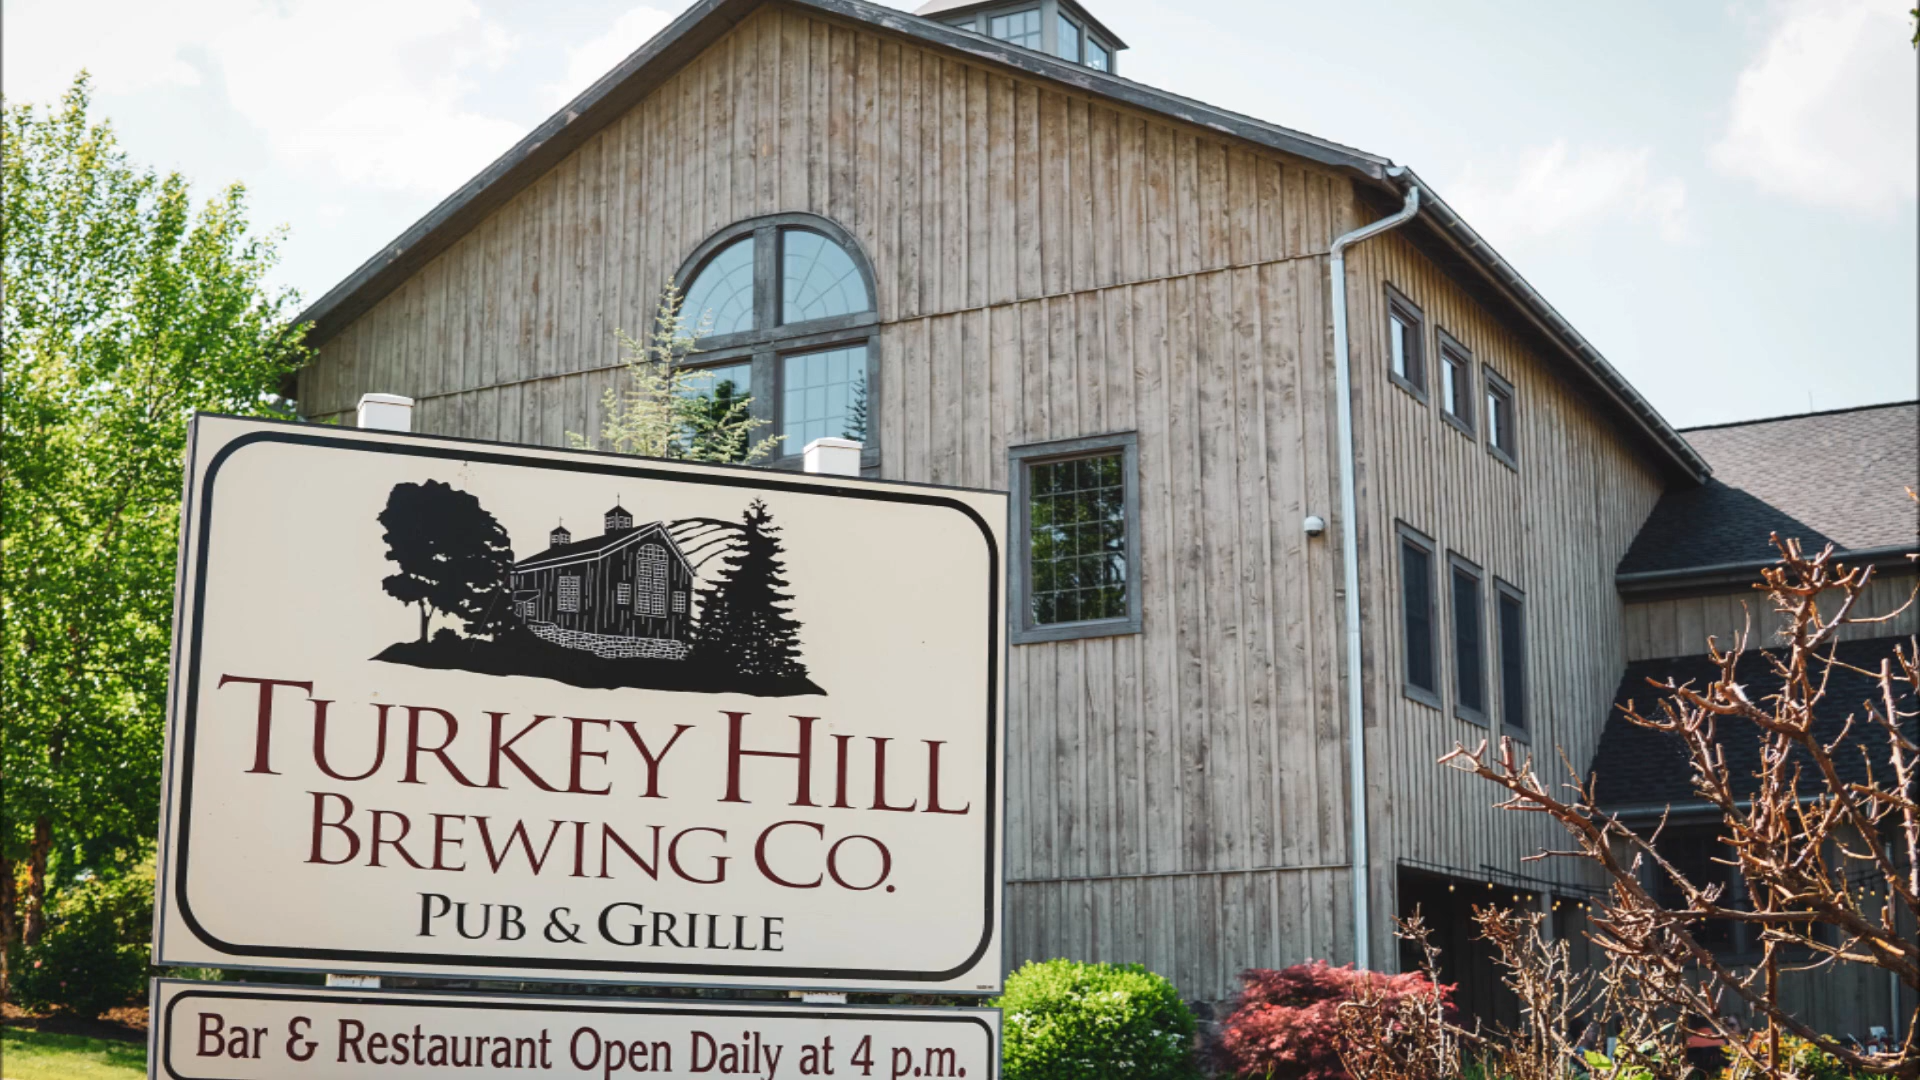 TURKEY HILL
BREWING CO.
PUB & GRILLE
Bar & Restaurant Open Daily at 4 p.m.